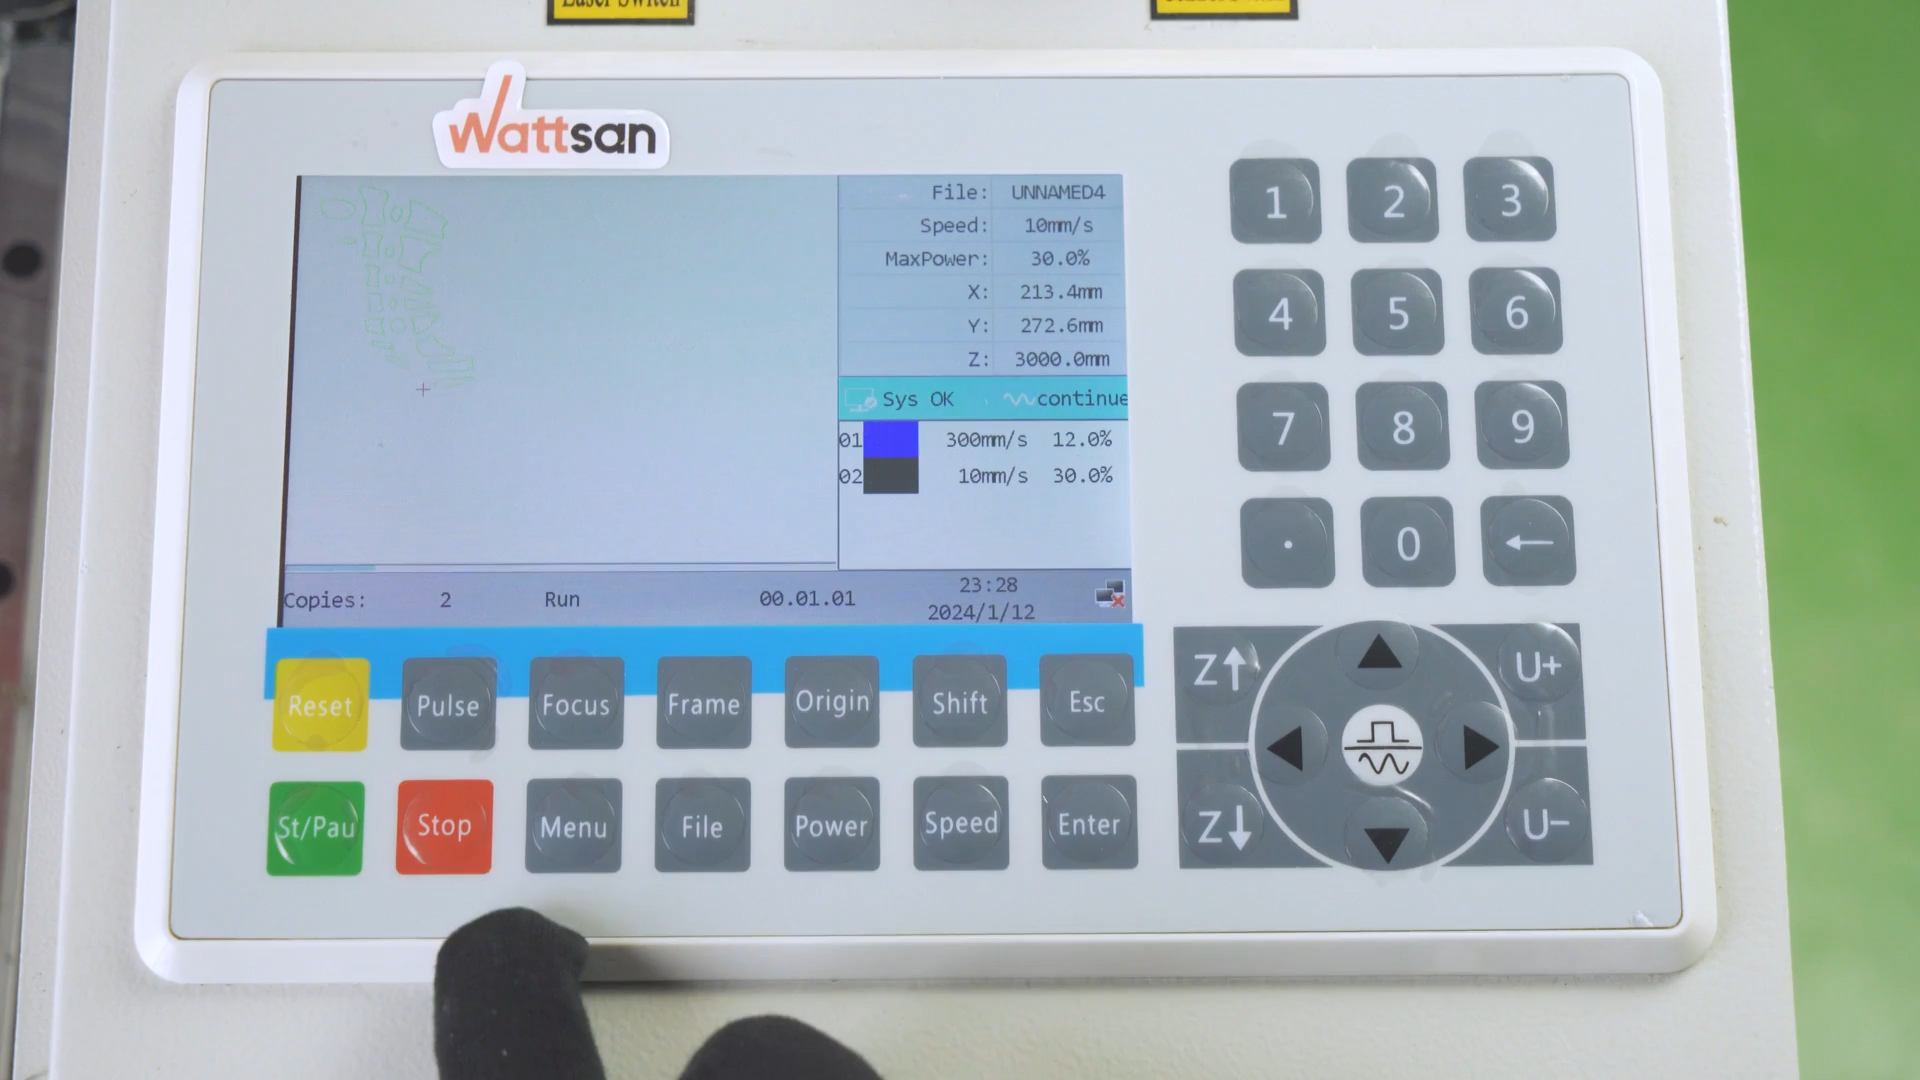 Laser Switch
Wattsan
File: UNNAMED4
Speed: 10mm/s
MaxPower: 30.0%
X: 213.4mm
Y: 272.6mm
Z: 3000.0mm
Sys OK continue
01 300mm/s 12.0%
02 10mm/s 30.0%
Copies: 2 Run 00.01.01 23:28
2024/1/12
1 2 3
4 5 6
7 8 9
. 0 ←
Reset Pulse Focus Frame Origin Shift Esc
St/Pau Stop Menu File Power Speed Enter
Z↑ ▲ U+
◀ ▶
Z↓ ▼ U-